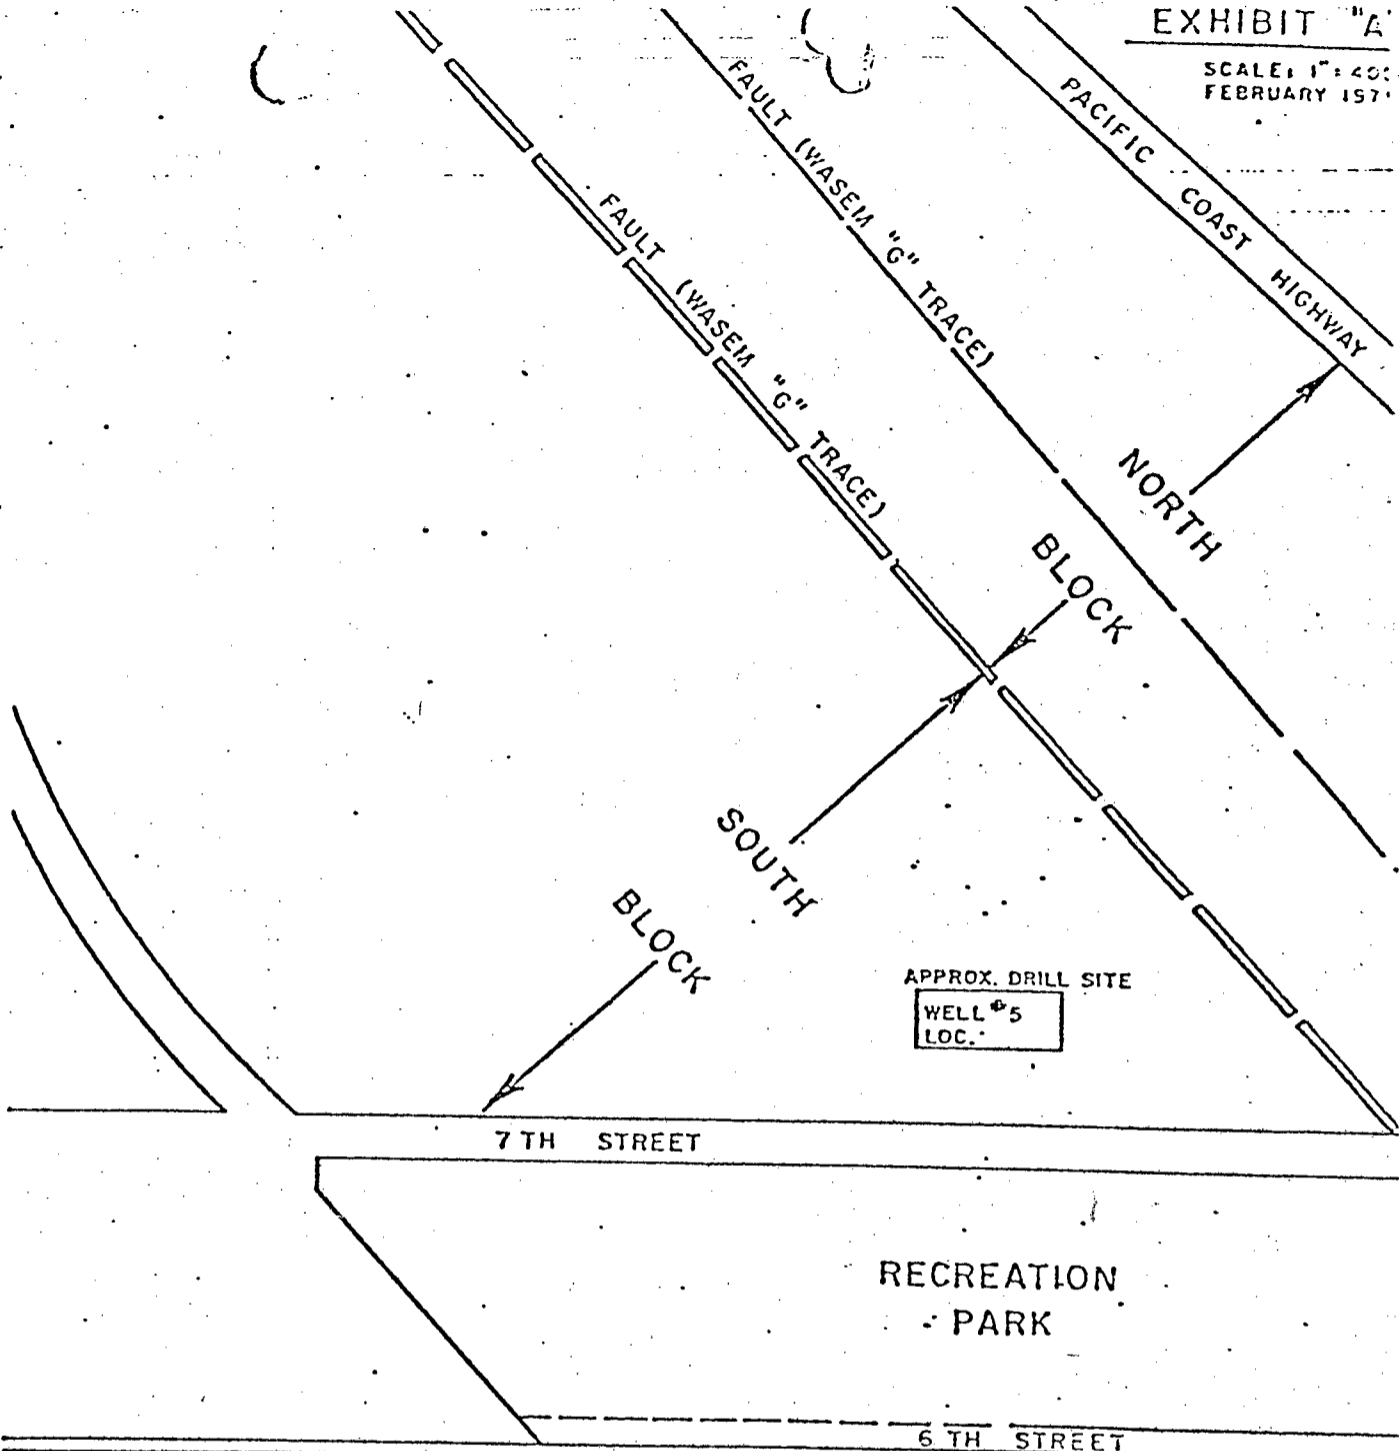 EXHIBIT "A"
SCALE: 1" =
FEBRUARY
PACIFIC COAST HIGHWAY
FAULT (WASEM "G" TRACE)
FAULT (WASEM "G" TRACE)
NORTH BLOCK
SOUTH BLOCK
APPROX. DRILL SITE
WELL #5
LOC.
7TH STREET
RECREATION
PARK
6TH STREET